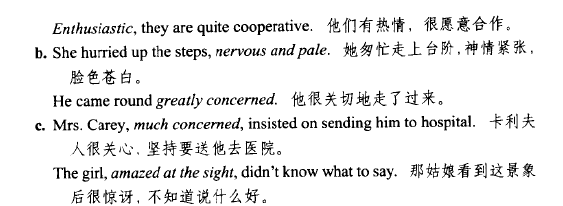 Enthusiastic, they are quite cooperative. 他们有热情，很愿意合作。
b. She hurried up the steps, nervous and pale. 她匆忙走上台阶，神情紧张，
脸色苍白。
He came round greatly concerned. 他很关切地走了过来。
c. Mrs. Carey, much concerned, insisted on sending him to hospital. 卡利夫
人很关心，坚持要送他去医院。
The girl, amazed at the sight, didn't know what to say. 那姑娘看到这景象
后很惊讶，不知道说什么好。